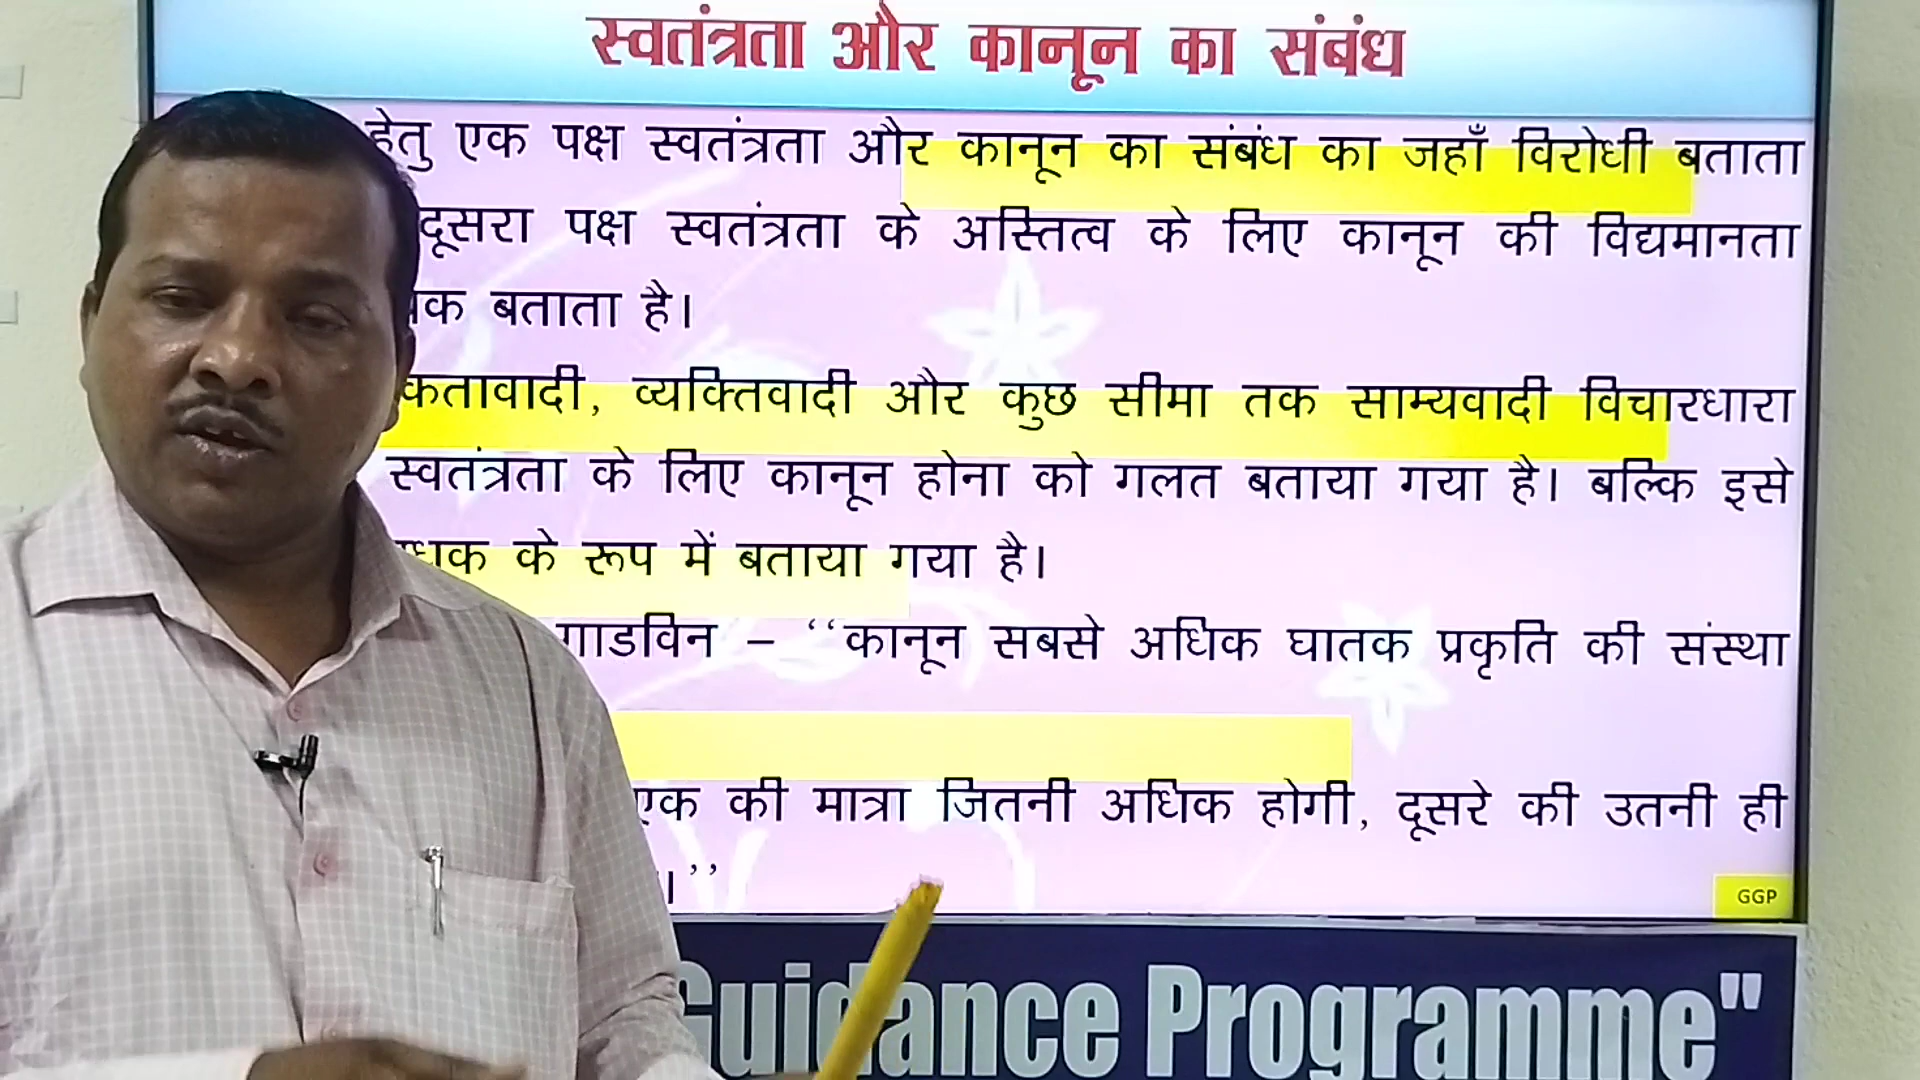 स्वतंत्रता और कानून का संबंध
हेतु एक पक्ष स्वतंत्रता और कानून का संबंध का जहाँ विरोधी बताता
दूसरा पक्ष स्वतंत्रता के अस्तित्व के लिए कानून की विद्यमानता
बताता है।
व्यक्तिवादी और कुछ सीमा तक साम्यवादी विचारधारा
स्वतंत्रता के लिए कानून होना को गलत बताया गया है। बल्कि इसे
के रूप में बताया गया है।
गाडविन – ‘‘कानून सबसे अधिक घातक प्रकृति की संस्था
एक की मात्रा जितनी अधिक होगी, दूसरे की उतनी ही
।’’
GGP
Guidance Programme"